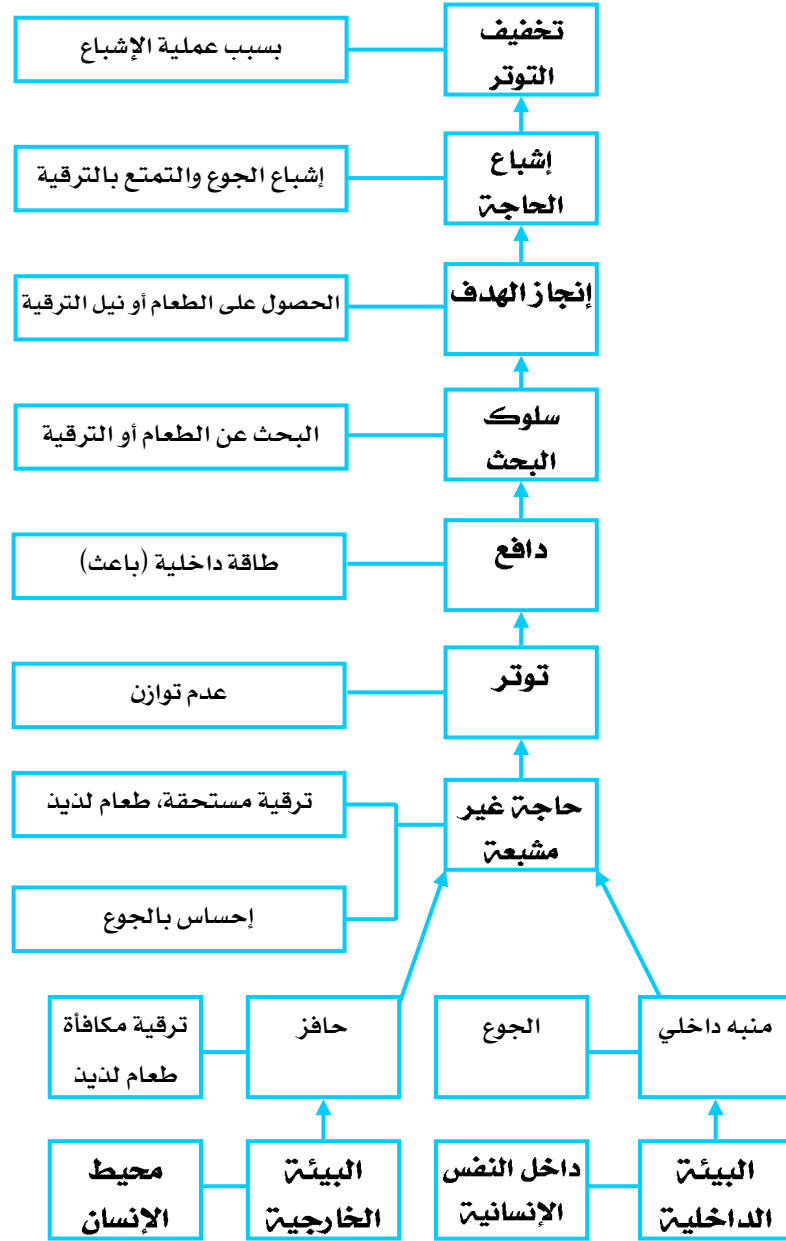 تخفيف
التوتر
بسبب عملية الإشباع
إشباع
الحاجة
إشباع الجوع والتمتع بالترقية
إنجاز الهدف
الحصول على الطعام أو نيل الترقية
سلوك
البحث
البحث عن الطعام أو الترقية
دافع
طاقة داخلية (باعث)
توتر
عدم توازن
حاجة غير
مشبعة
ترقية مستحقة، طعام لذيذ
إحساس بالجوع
منبه داخلي
الجوع
حافز
ترقية مكافأة
طعام لذيذ
البيئة
الداخلية
داخل النفس
الإنسانية
البيئة
الخارجية
محيط
الإنسان